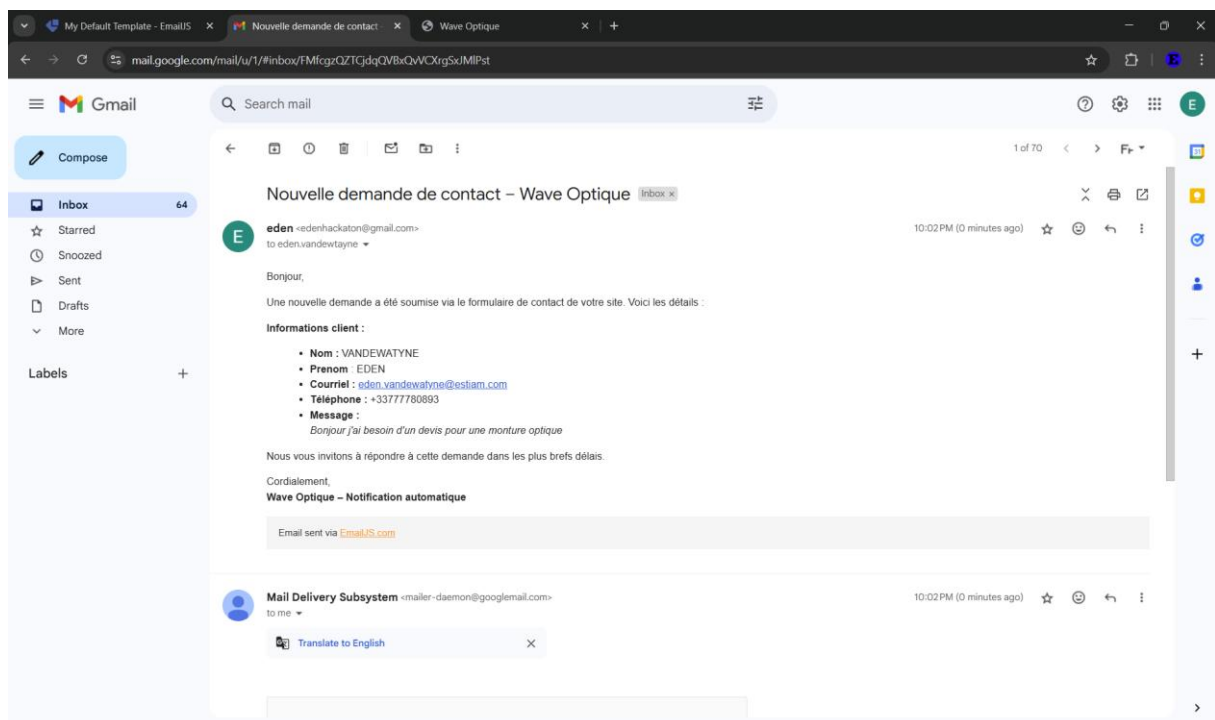 My Default Template - EmailJS
Nouvelle demande de contact
Wave Optique
mail.google.com/mail/u/1/#inbox/FMfcgzQZTCjdqQVBxQvVCXrgSxJMlPst
E
Gmail
Search mail
E
Compose
1 of 70
Inbox 64
Starred
Snoozed
Sent
Drafts
More
Labels
Nouvelle demande de contact – Wave Optique Inbox ×
E
eden <edenhackaton@gmail.com> 10:02 PM (0 minutes ago)
to eden.vandewtayne
Bonjour,
Une nouvelle demande a été soumise via le formulaire de contact de votre site. Voici les détails :
Informations client :
• Nom : VANDEWATYNE
• Prenom : EDEN
• Courriel : eden.vandewatyne@estiam.com
• Téléphone : +33777780893
• Message :
Bonjour j'ai besoin d'un devis pour une monture optique
Nous vous invitons à répondre à cette demande dans les plus brefs délais.
Cordialement,
Wave Optique – Notification automatique
Email sent via EmailJS.com
Mail Delivery Subsystem <mailer-daemon@googlemail.com> 10:02 PM (0 minutes ago)
to me
Translate to English
31